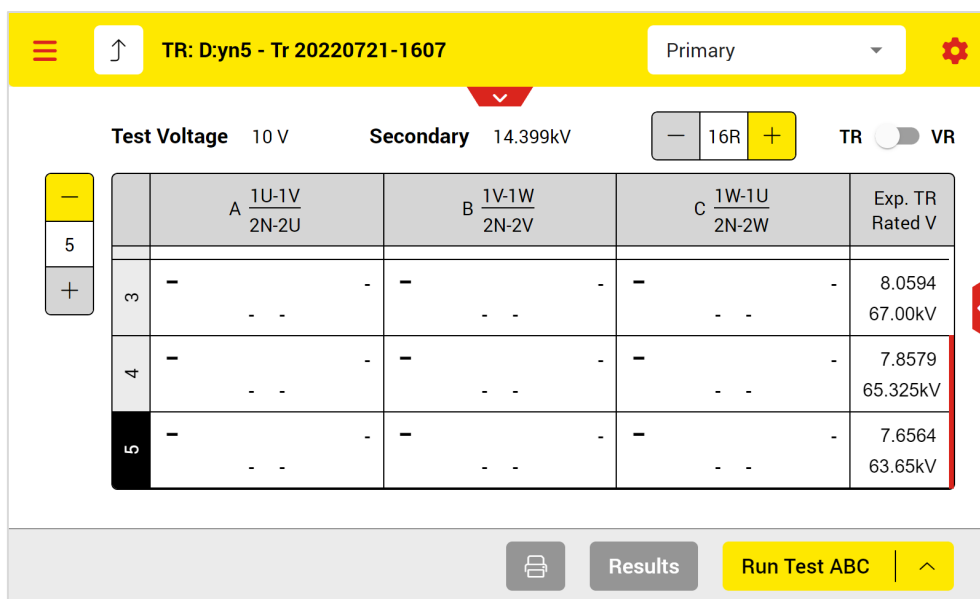 TR: D:yn5 - Tr 20220721-1607
Primary
Test Voltage 10 V Secondary 14.399kV
− 16R +
TR VR
−
5
+
A 1U-1V
2N-2U
B 1V-1W
2N-2V
C 1W-1U
2N-2W
Exp. TR
Rated V
3
– - – - – - 8.0594
- - - - - - 67.00kV
4
– - – - – - 7.8579
- - - - - - 65.325kV
5
– - – - – - 7.6564
- - - - - - 63.65kV
Results
Run Test ABC